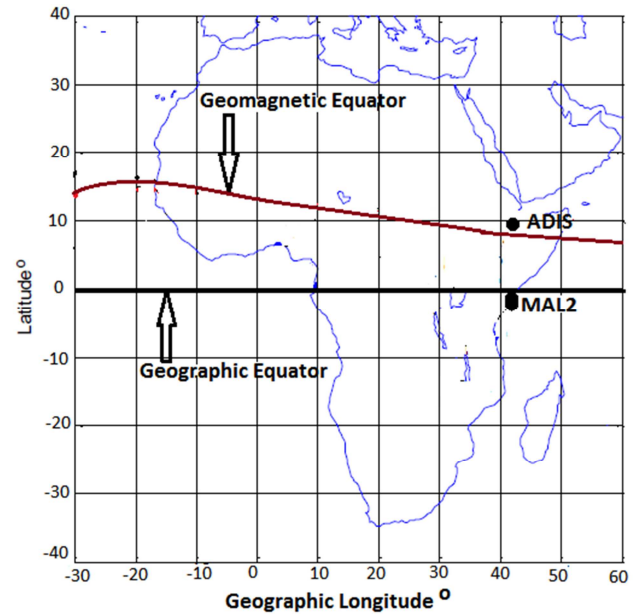 40
30
Geomagnetic Equator
20
10
ADIS
0
MAL2
-10
Geographic Equator
-20
-30
-40
Latitude°
-30 -20 -10 0 10 20 30 40 50 60
Geographic Longitude °